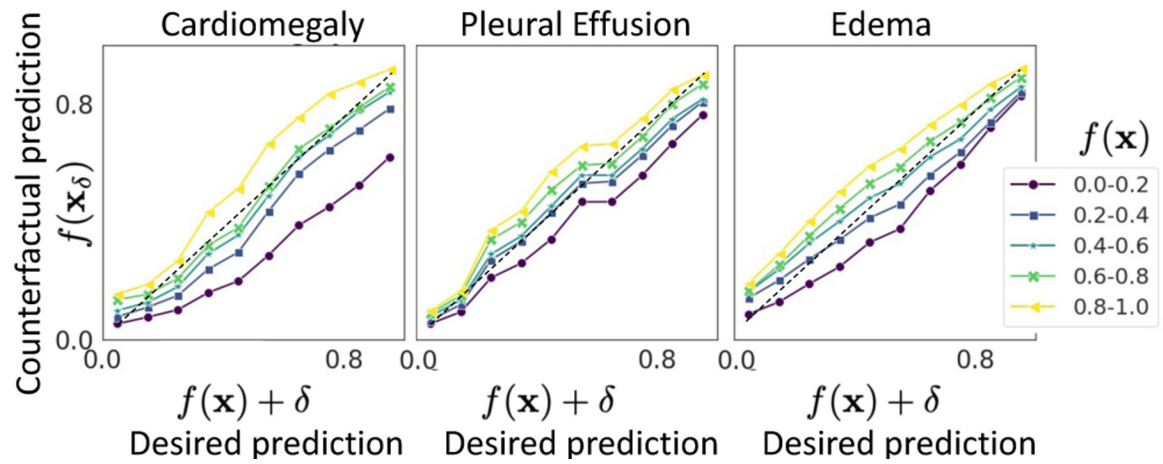 Cardiomegaly
Pleural Effusion
Edema
Counterfactual prediction
f(x_δ)
0.8
0.0
0.0
0.8
0.0
0.8
0.0
0.8
f(x) + δ
f(x) + δ
f(x) + δ
Desired prediction
Desired prediction
Desired prediction
f(x)
0.0-0.2
0.2-0.4
0.4-0.6
0.6-0.8
0.8-1.0